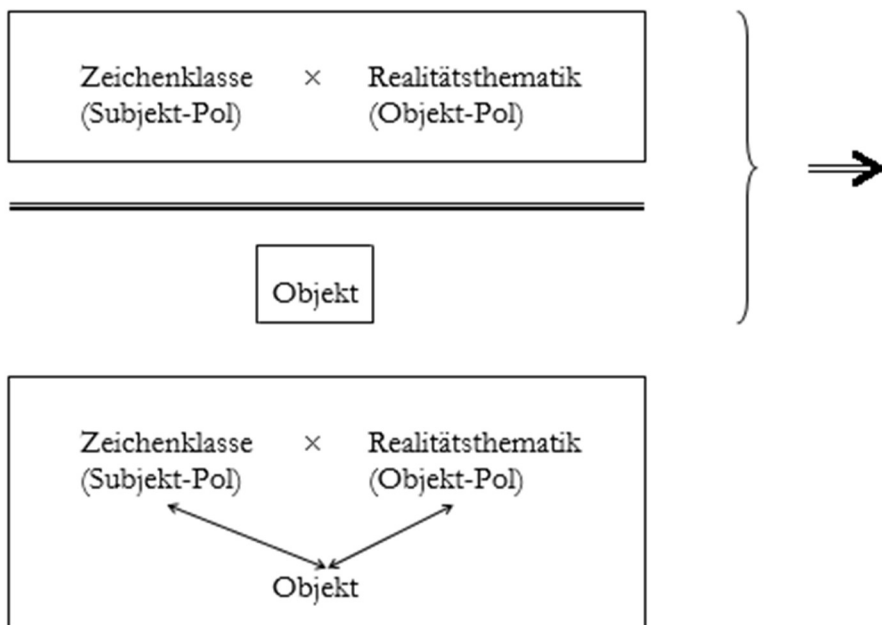 Zeichenklasse × Realitätsthematik
(Subjekt-Pol) (Objekt-Pol)
Objekt
Zeichenklasse × Realitätsthematik
(Subjekt-Pol) (Objekt-Pol)
Objekt